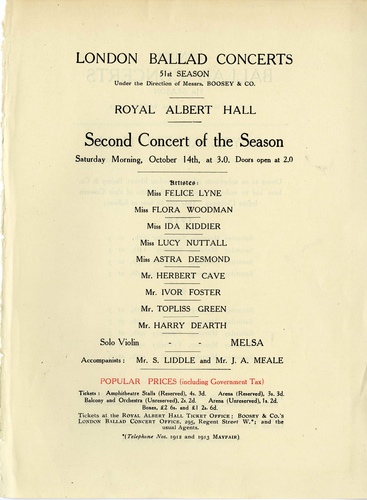 LONDON BALLAD CONCERTS
51st SEASON
Under the Direction of Messrs. BOOSEY & CO.
ROYAL ALBERT HALL
Second Concert of the Season
Saturday Morning, October 14th, at 3.0. Doors open at 2.0
Artistes:
Miss FELICE LYNE
Miss FLORA WOODMAN
Miss IDA KIDDIER
Miss LUCY NUTTALL
Miss ASTRA DESMOND
Mr. HERBERT CAVE
Mr. IVOR FOSTER
Mr. TOPLISS GREEN
Mr. HARRY DEARTH
Solo Violin - - MELSA
Accompanists: Mr. S. LIDDLE and Mr. J. A. MEALE
POPULAR PRICES (including Government Tax)
Tickets: Amphitheatre Stalls (Reserved), 4s. 3d. Arena (Reserved), 3s. 3d.
Balcony and Orchestra (Unreserved), 2s. 2d. Arena (Unreserved), 1s. 2d.
Boxes, £2 6s. and £1 2s. 6d.
Tickets at the ROYAL ALBERT HALL TICKET OFFICE; BOOSEY & CO.'S
LONDON BALLAD CONCERT OFFICE, 295, REGENT STREET W.*; and the
usual Agents.
*(Telephone Nos. 1912 and 1913 MAYFAIR)